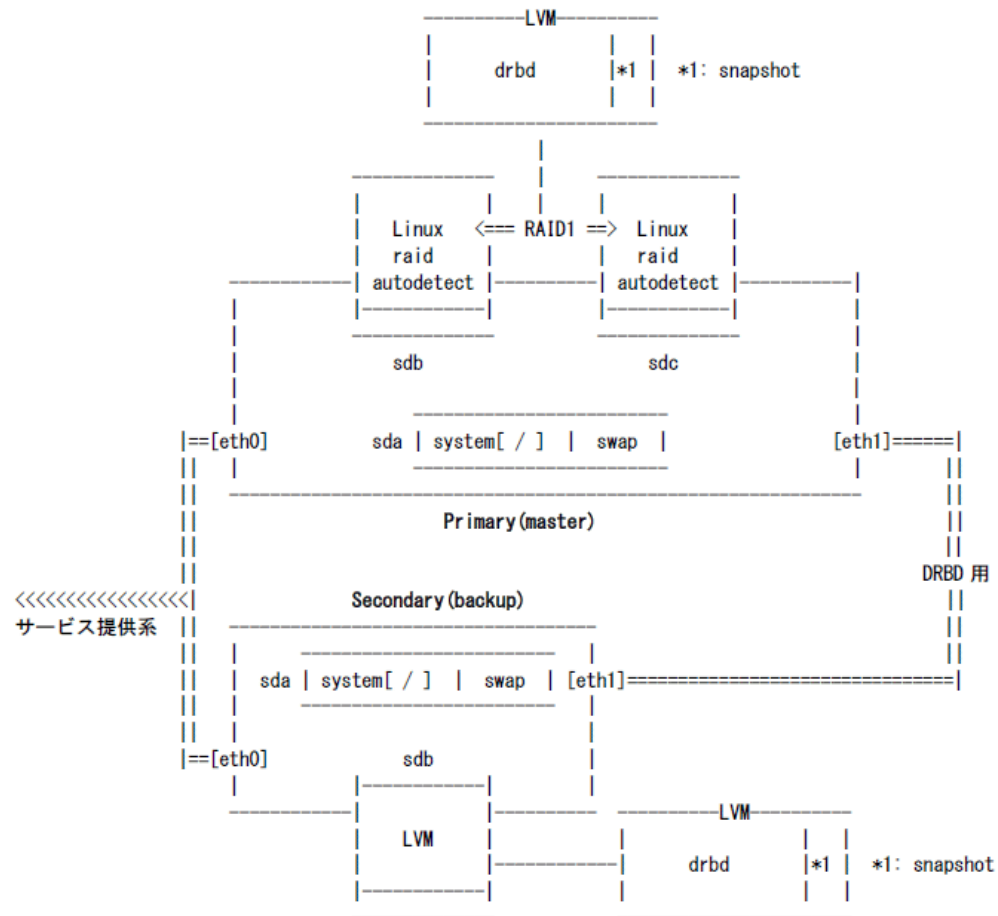 LVM
drbd |*1 | *1: snapshot
Linux <=== RAID1 ==> Linux
raid raid
autodetect autodetect
sdb sdc
|==[eth0] sda | system[ / ] | swap | [eth1]======|
Primary(master)
DRBD 用
<<<<<<<<<<<<<<<<<| Secondary(backup)
サービス提供系
sda | system[ / ] | swap | [eth1]================================|
|==[eth0] sdb
LVM
LVM drbd |*1 | *1: snapshot